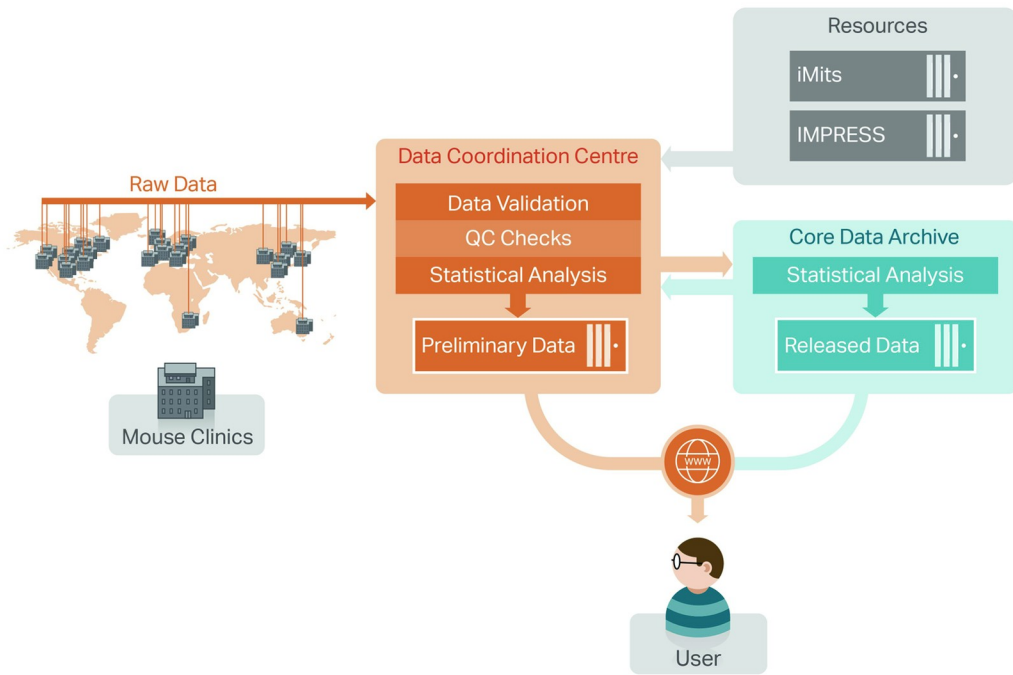 Resources
iMits
IMPRESS
Data Coordination Centre
Raw Data
Data Validation
QC Checks
Statistical Analysis
Preliminary Data
Core Data Archive
Statistical Analysis
Released Data
Mouse Clinics
www
User